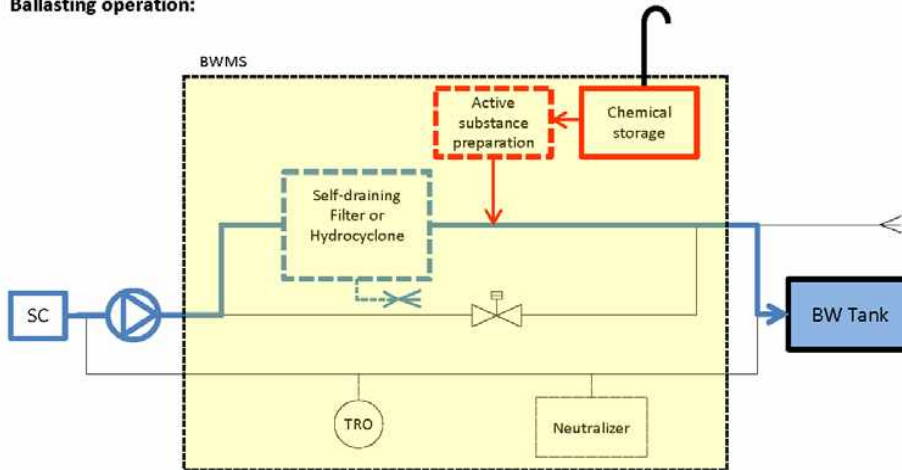 Ballasting operation:
BWMS
Active
substance
preparation
Chemical
storage
Self-draining
Filter or
Hydrocyclone
SC
BW Tank
TRO
Neutralizer